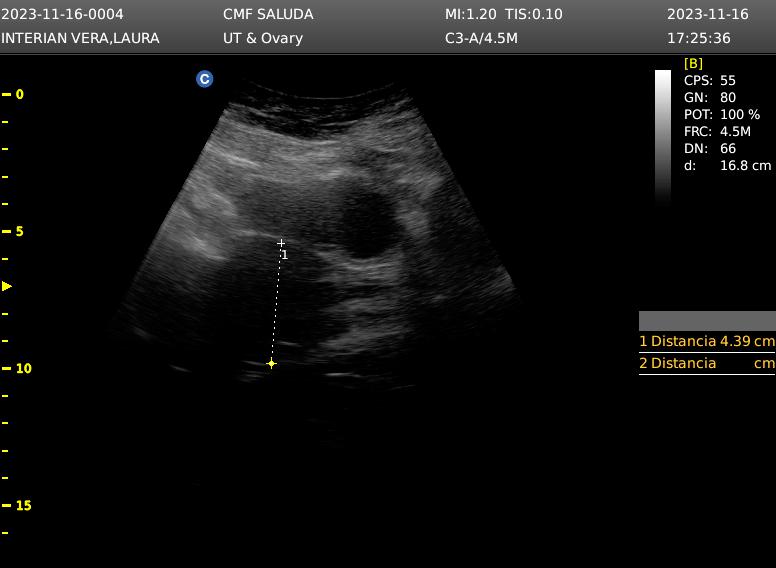 2023-11-16-0004 CMF SALUDA MI:1.20 TIS:0.10 2023-11-16
INTERIAN VERA,LAURA UT & Ovary C3-A/4.5M 17:25:36
C
[B]
CPS: 55
GN: 80
POT: 100 %
FRC: 4.5M
DN: 66
d: 16.8 cm
0
5
10
15
1
1 Distancia 4.39 cm
2 Distancia cm